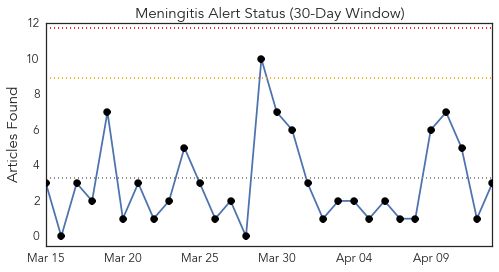 Meningitis Alert Status (30-Day Window)
Articles Found
12
10
8
6
4
2
0
Mar 15 Mar 20 Mar 25 Mar 30 Apr 04 Apr 09